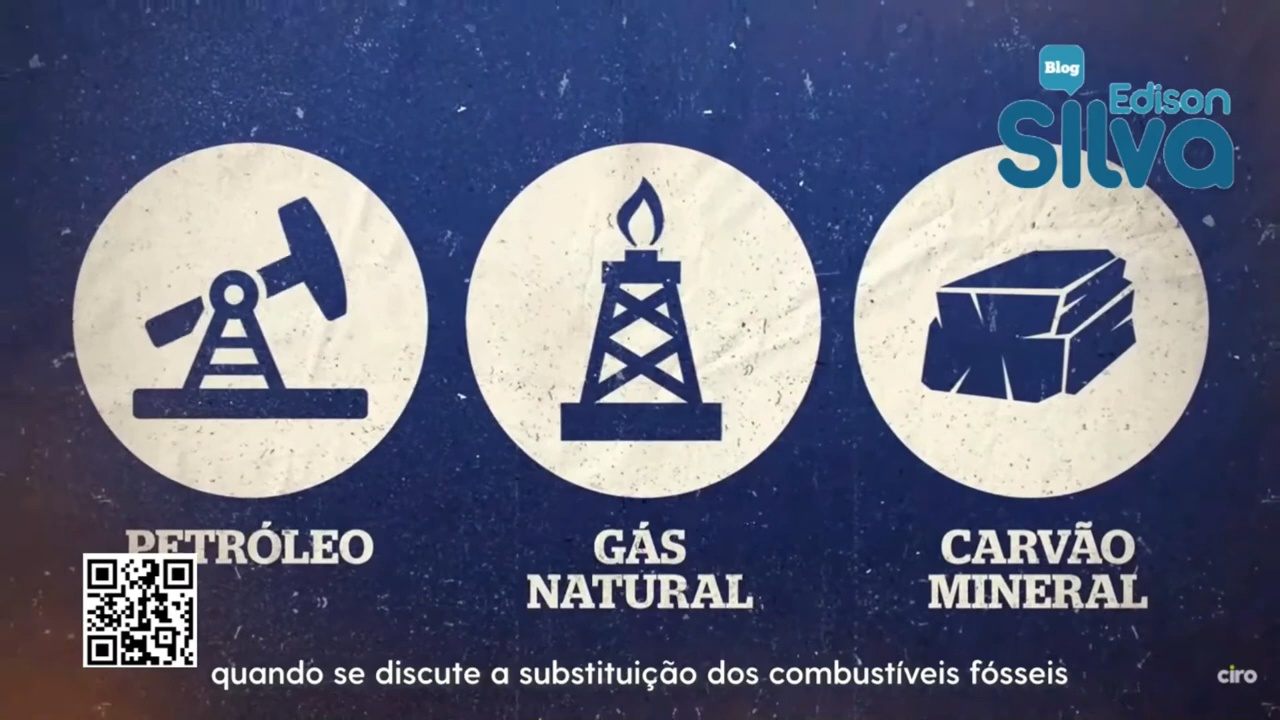 Blog
Edison
Silva
PETRÓLEO
GÁS
NATURAL
CARVÃO
MINERAL
quando se discute a substituição dos combustíveis fósseis
ciro